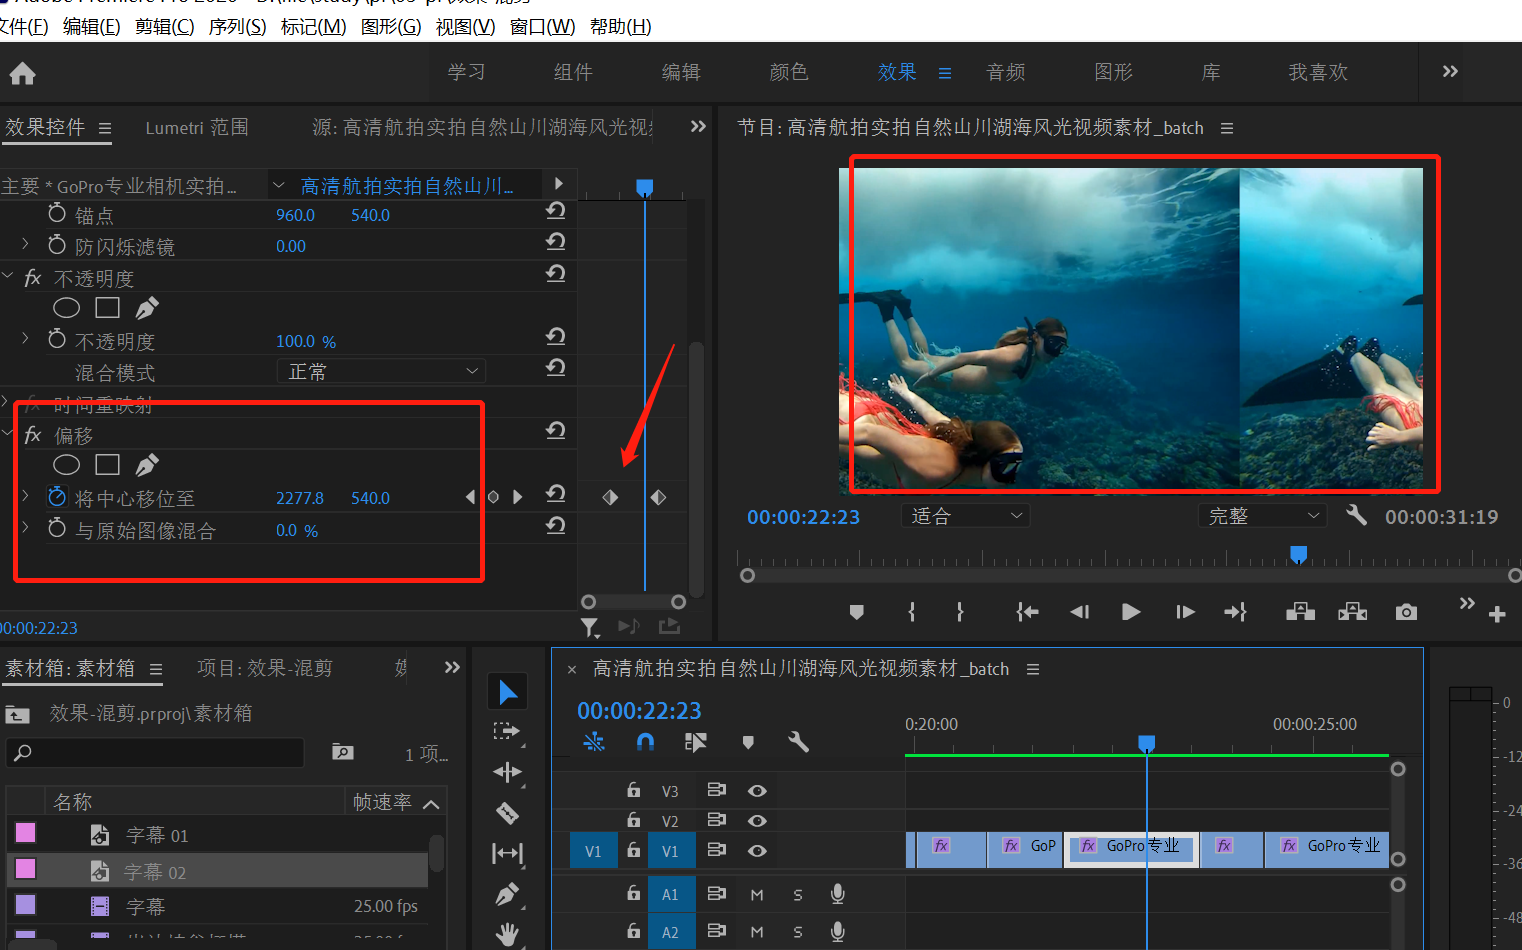 文件(F) 编辑(E) 剪辑(C) 序列(S) 标记(M) 图形(G) 视图(V) 窗口(W) 帮助(H)
学习 组件 编辑 颜色 效果 音频 图形 库 我喜欢
效果控件 Lumetri 范围 源: 高清航拍实拍自然山川湖海风光视频
节目: 高清航拍实拍自然山川湖海风光视频素材_batch
主要 * GoPro专业相机实拍... 高清航拍实拍自然山川...
锚点 960.0 540.0
防闪烁滤镜 0.00
fx 不透明度
不透明度 100.0 %
混合模式 正常
fx 时间重映射
fx 偏移
将中心移位至 2277.8 540.0
与原始图像混合 0.0 %
00:00:22:23 适合 完整 00:00:31:19
00:00:22:23
素材箱: 素材箱 项目: 效果-混剪
效果-混剪.prproj\素材箱
1 项...
名称 帧速率
字幕 01
字幕 02
字幕 25.00 fps
× 高清航拍实拍自然山川湖海风光视频素材_batch
00:00:22:23
0:20:00 00:00:25:00
V3
V2
V1 V1
fx fx GoP fx GoPro专业 fx fx GoPro专业
A1 M S
A2 M S
0
-12
-24
-36
-48